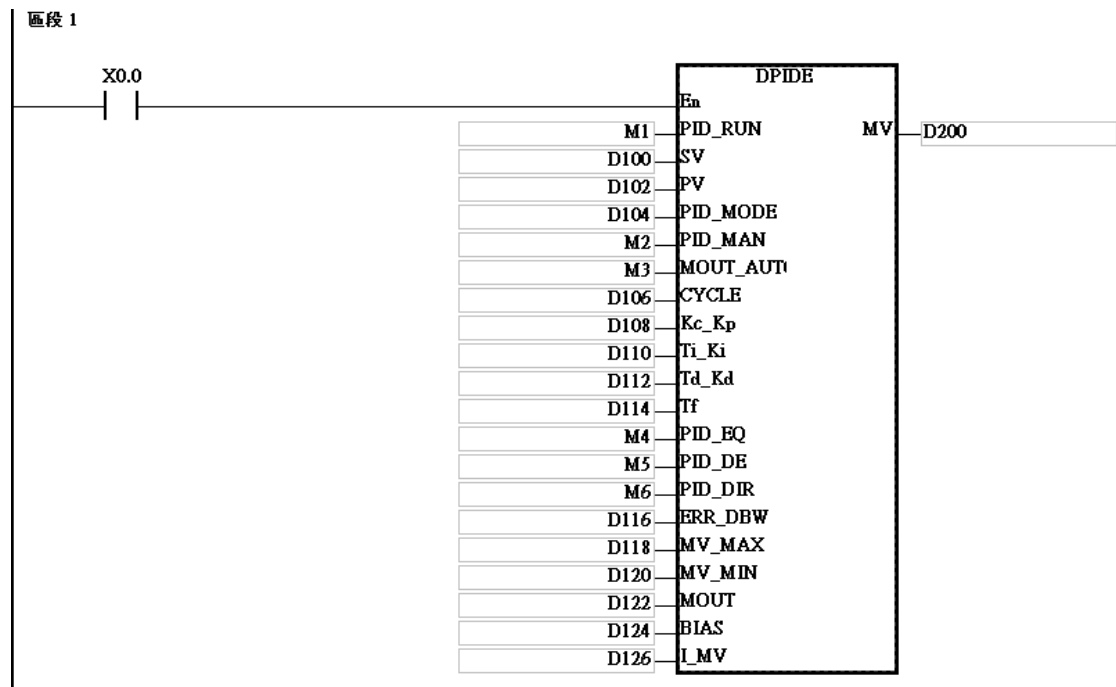 區段 1
X0.0
DPIDE
En
M1 PID_RUN MV D200
D100 SV
D102 PV
D104 PID_MODE
M2 PID_MAN
M3 MOUT_AUT
D106 CYCLE
D108 Kc_Kp
D110 Ti_Ki
D112 Td_Kd
D114 Tf
M4 PID_EQ
M5 PID_DE
M6 PID_DIR
D116 ERR_DBW
D118 MV_MAX
D120 MV_MIN
D122 MOUT
D124 BIAS
D126 I_MV